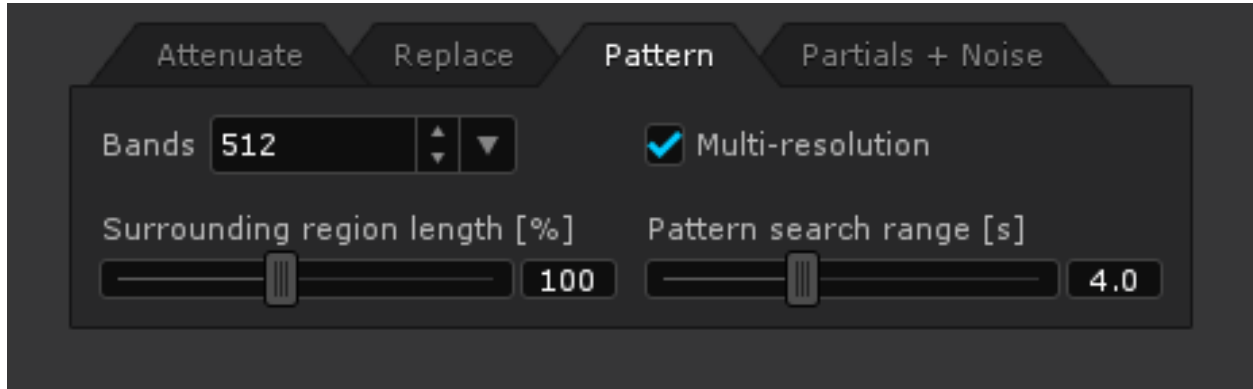 Attenuate Replace Pattern Partials + Noise
Bands 512 Multi-resolution
Surrounding region length [%] Pattern search range [s]
100 4.0